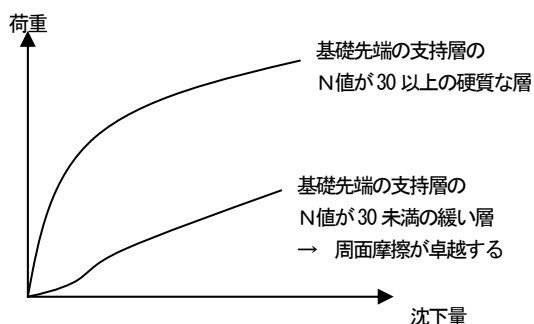 荷重
基礎先端の支持層の
Ｎ値が30以上の硬質な層
基礎先端の支持層の
Ｎ値が30未満の緩い層
→　周面摩擦が卓越する
沈下量